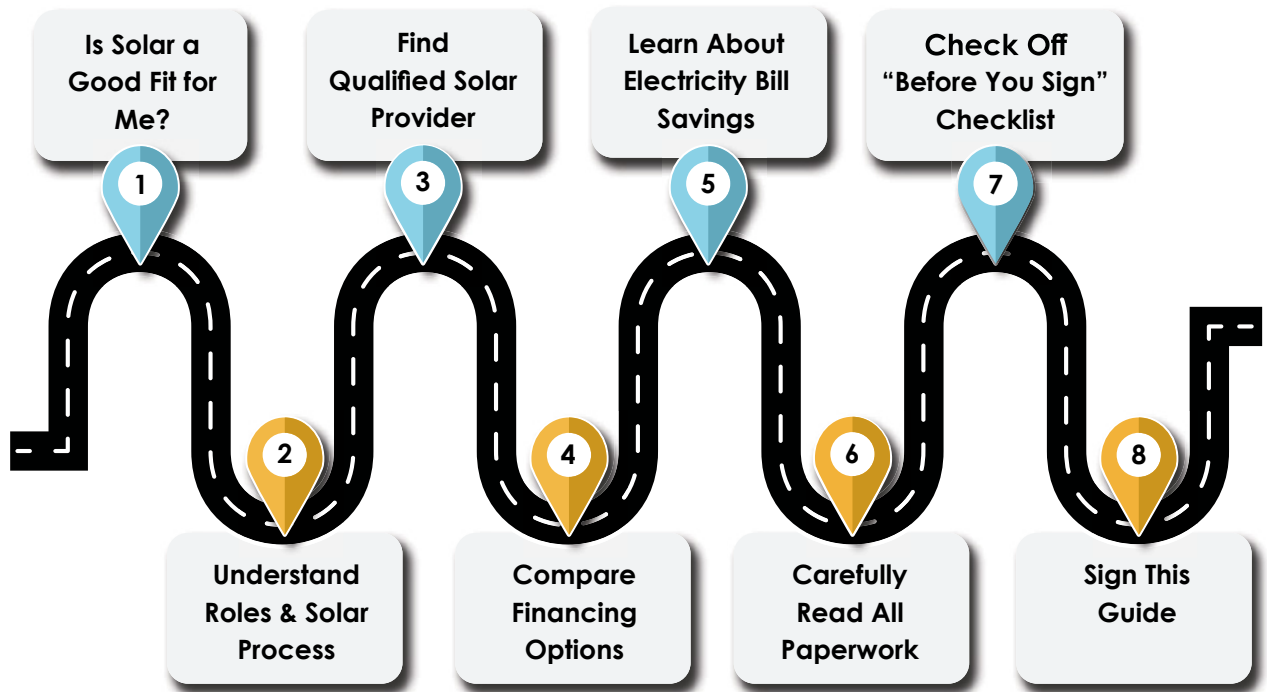 Is Solar a
Good Fit for
Me?
1
Understand
Roles & Solar
Process
2
Find
Qualified Solar
Provider
3
Compare
Financing
Options
4
Learn About
Electricity Bill
Savings
5
Carefully
Read All
Paperwork
6
Check Off
“Before You Sign”
Checklist
7
Sign This
Guide
8